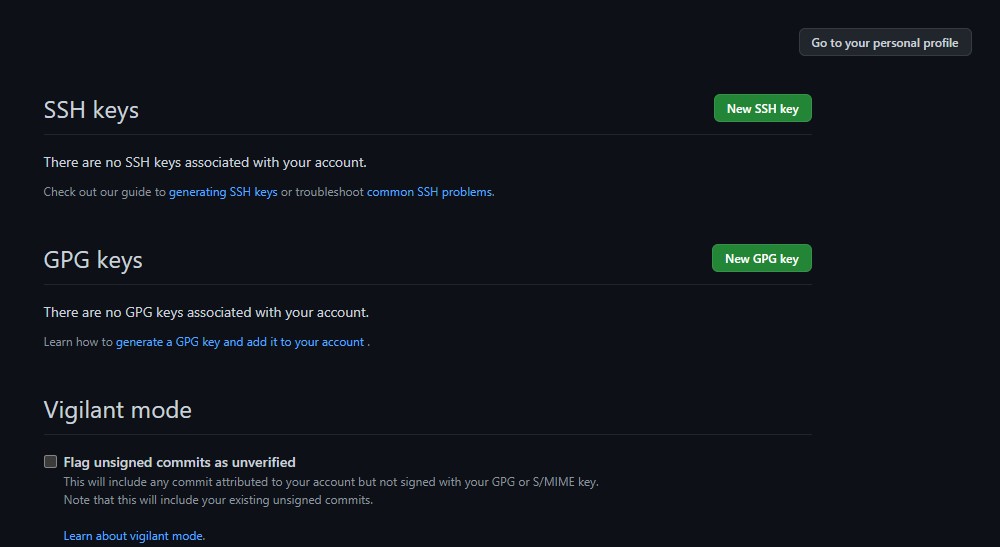 Go to your personal profile
SSH keys
New SSH key
There are no SSH keys associated with your account.
Check out our guide to generating SSH keys or troubleshoot common SSH problems.
GPG keys
New GPG key
There are no GPG keys associated with your account.
Learn how to generate a GPG key and add it to your account .
Vigilant mode
Flag unsigned commits as unverified
This will include any commit attributed to your account but not signed with your GPG or S/MIME key.
Note that this will include your existing unsigned commits.
Learn about vigilant mode.